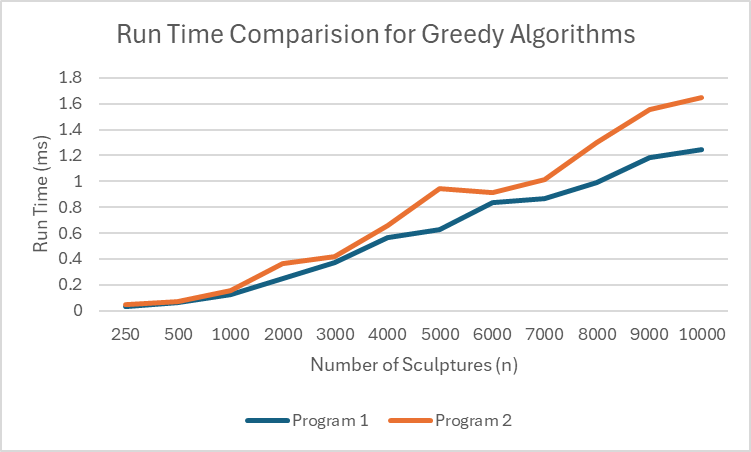 Run Time Comparision for Greedy Algorithms
1.8
1.6
1.4
1.2
1
0.8
0.6
0.4
0.2
0
Run Time (ms)
250 500 1000 2000 3000 4000 5000 6000 7000 8000 9000 10000
Number of Sculptures (n)
Program 1 Program 2